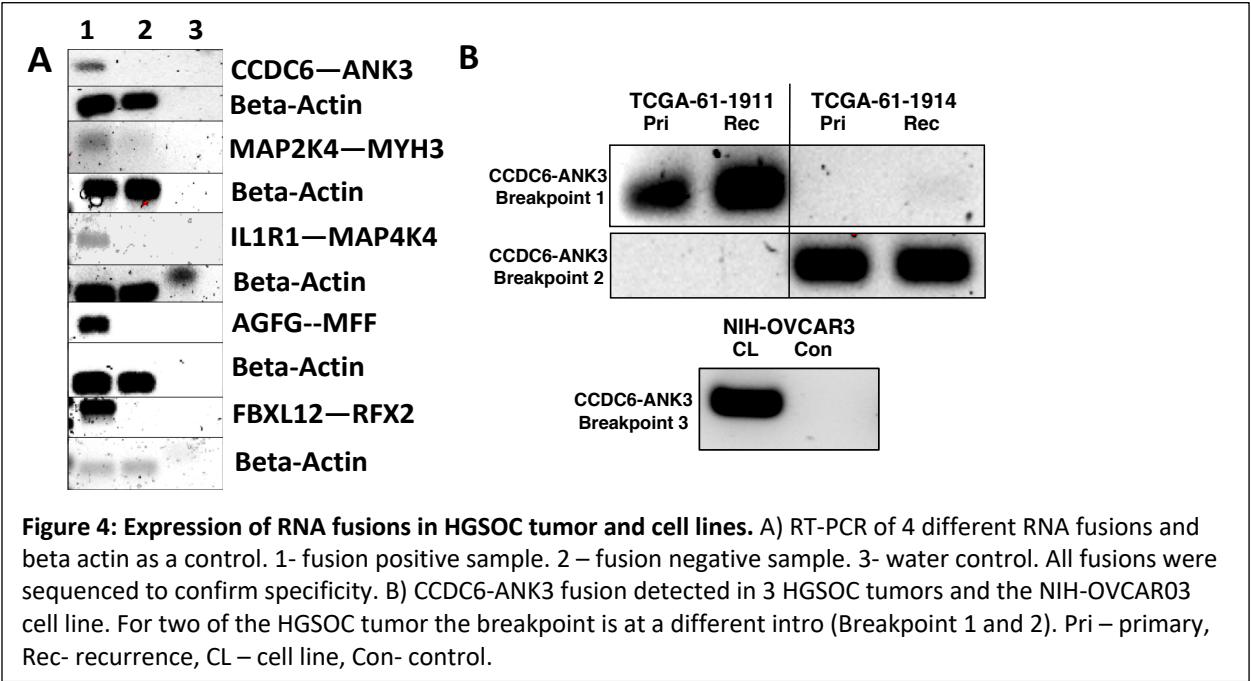 1 2 3
A
CCDC6—ANK3
Beta-Actin
MAP2K4—MYH3
Beta-Actin
IL1R1—MAP4K4
Beta-Actin
AGFG--MFF
Beta-Actin
FBXL12—RFX2
Beta-Actin
B
TCGA-61-1911 TCGA-61-1914
Pri Rec Pri Rec
CCDC6-ANK3
Breakpoint 1
CCDC6-ANK3
Breakpoint 2
NIH-OVCAR3
CL Con
CCDC6-ANK3
Breakpoint 3
Figure 4: Expression of RNA fusions in HGSOC tumor and cell lines. A) RT-PCR of 4 different RNA fusions and
beta actin as a control. 1- fusion positive sample. 2 – fusion negative sample. 3- water control. All fusions were
sequenced to confirm specificity. B) CCDC6-ANK3 fusion detected in 3 HGSOC tumors and the NIH-OVCAR03
cell line. For two of the HGSOC tumor the breakpoint is at a different intro (Breakpoint 1 and 2). Pri – primary,
Rec- recurrence, CL – cell line, Con- control.